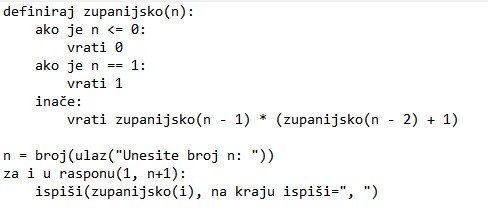 definiraj zupanijsko(n):
    ako je n <= 0:
        vrati 0
    ako je n == 1:
        vrati 1
    inače:
        vrati zupanijsko(n - 1) * (zupanijsko(n - 2) + 1)

n = broj(ulaz("Unesite broj n: "))
za i u rasponu(1, n+1):
    ispiši(zupanijsko(i), na kraju ispiši=", ")